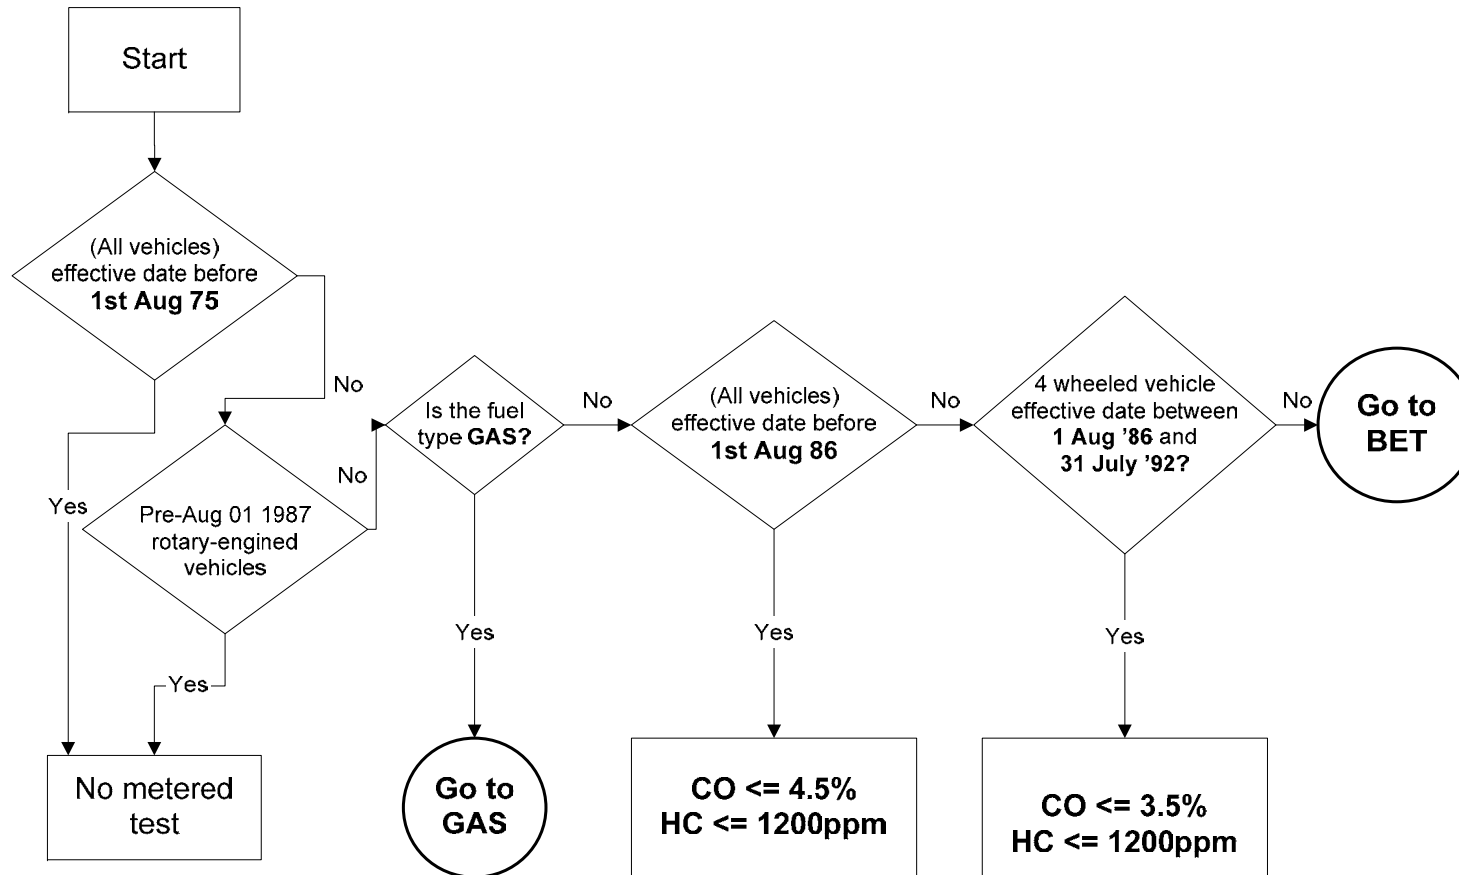 Start
(All vehicles)
effective date before
1st Aug 75
No
Yes
Pre-Aug 01 1987
rotary-engined
vehicles
No
Yes
No metered
test
Is the fuel
type GAS?
No
Yes
Go to
GAS
(All vehicles)
effective date before
1st Aug 86
No
Yes
CO <= 4.5%
HC <= 1200ppm
4 wheeled vehicle
effective date between
1 Aug ’86 and
31 July ’92?
No
Yes
CO <= 3.5%
HC <= 1200ppm
Go to
BET